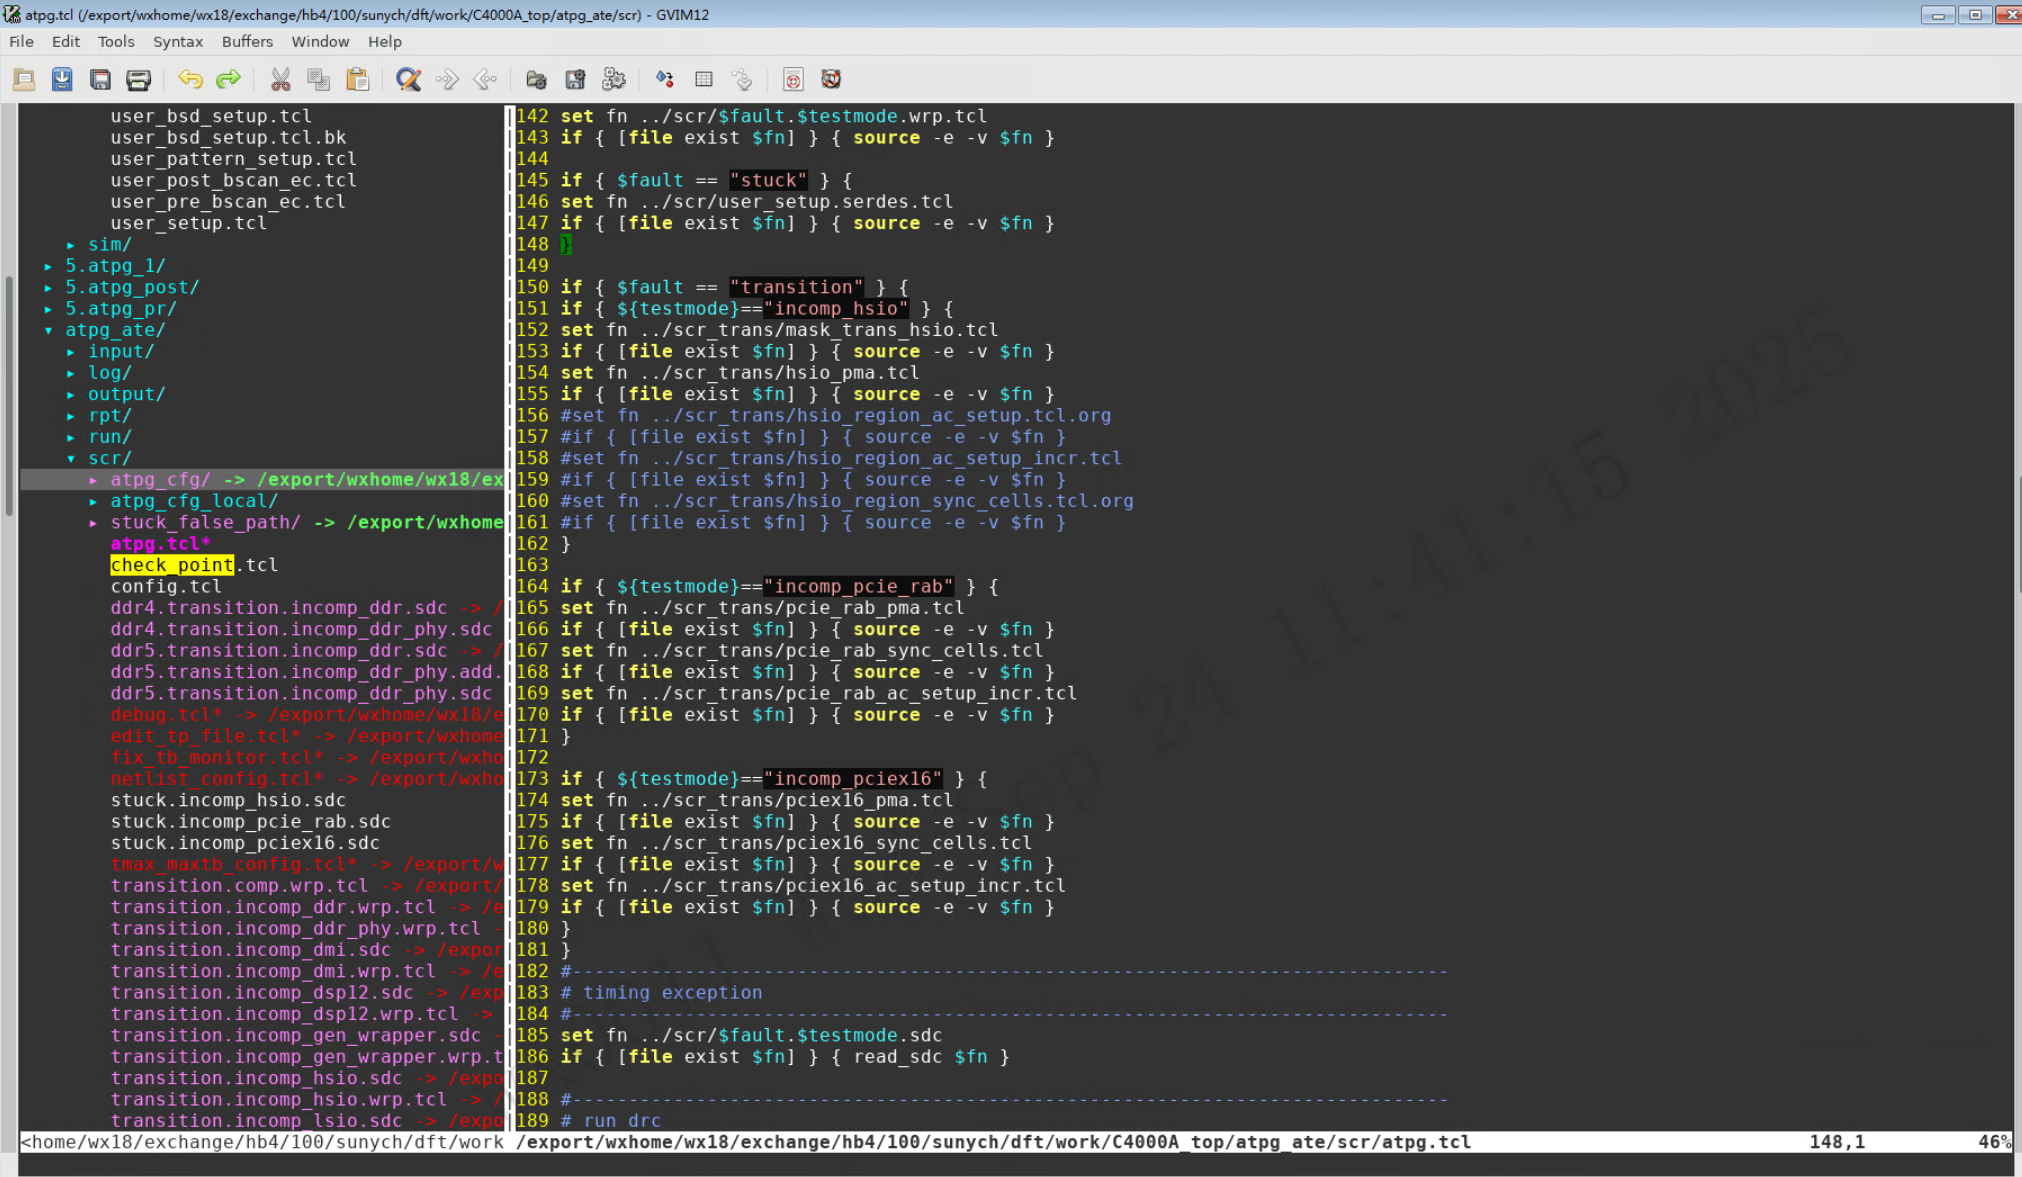 atpg.tcl (/export/wxhome/wx18/exchange/hb4/100/sunych/dft/work/C4000A_top/atpg_ate/scr) - GVIM12
File Edit Tools Syntax Buffers Window Help
user_bsd_setup.tcl
user_bsd_setup.tcl.bk
user_pattern_setup.tcl
user_post_bscan_ec.tcl
user_pre_bscan_ec.tcl
user_setup.tcl
▸ sim/
▸ 5.atpg_1/
▸ 5.atpg_post/
▸ 5.atpg_pr/
▾ atpg_ate/
▸ input/
▸ log/
▸ output/
▸ rpt/
▸ run/
▾ scr/
▸ atpg_cfg/ -> /export/wxhome/wx18/ex
▸ atpg_cfg_local/
▸ stuck_false_path/ -> /export/wxhome
atpg.tcl*
check_point.tcl
config.tcl
ddr4.transition.incomp_ddr.sdc -> /
ddr4.transition.incomp_ddr_phy.sdc
ddr5.transition.incomp_ddr.sdc -> /
ddr5.transition.incomp_ddr_phy.add.
ddr5.transition.incomp_ddr_phy.sdc
debug.tcl* -> /export/wxhome/wx18/e
edit_tp_file.tcl* -> /export/wxhome
fix_tb_monitor.tcl* -> /export/wxho
netlist_config.tcl* -> /export/wxho
stuck.incomp_hsio.sdc
stuck.incomp_pcie_rab.sdc
stuck.incomp_pciex16.sdc
tmax_maxtb_config.tcl* -> /export/w
transition.comp.wrp.tcl -> /export/
transition.incomp_ddr.wrp.tcl -> /e
transition.incomp_ddr_phy.wrp.tcl -
transition.incomp_dmi.sdc -> /expor
transition.incomp_dmi.wrp.tcl -> /e
transition.incomp_dsp12.sdc -> /exp
transition.incomp_dsp12.wrp.tcl ->
transition.incomp_gen_wrapper.sdc -
transition.incomp_gen_wrapper.wrp.t
transition.incomp_hsio.sdc -> /expo
transition.incomp_hsio.wrp.tcl -> /
transition.incomp_lsio.sdc -> /expo
142 set fn ../scr/$fault.$testmode.wrp.tcl
143 if { [file exist $fn] } { source -e -v $fn }
144
145 if { $fault == "stuck" } {
146 set fn ../scr/user_setup.serdes.tcl
147 if { [file exist $fn] } { source -e -v $fn }
148 }
149
150 if { $fault == "transition" } {
151 if { ${testmode}=="incomp_hsio" } {
152 set fn ../scr_trans/mask_trans_hsio.tcl
153 if { [file exist $fn] } { source -e -v $fn }
154 set fn ../scr_trans/hsio_pma.tcl
155 if { [file exist $fn] } { source -e -v $fn }
156 #set fn ../scr_trans/hsio_region_ac_setup.tcl.org
157 #if { [file exist $fn] } { source -e -v $fn }
158 #set fn ../scr_trans/hsio_region_ac_setup_incr.tcl
159 #if { [file exist $fn] } { source -e -v $fn }
160 #set fn ../scr_trans/hsio_region_sync_cells.tcl.org
161 #if { [file exist $fn] } { source -e -v $fn }
162 }
163
164 if { ${testmode}=="incomp_pcie_rab" } {
165 set fn ../scr_trans/pcie_rab_pma.tcl
166 if { [file exist $fn] } { source -e -v $fn }
167 set fn ../scr_trans/pcie_rab_sync_cells.tcl
168 if { [file exist $fn] } { source -e -v $fn }
169 set fn ../scr_trans/pcie_rab_ac_setup_incr.tcl
170 if { [file exist $fn] } { source -e -v $fn }
171 }
172
173 if { ${testmode}=="incomp_pciex16" } {
174 set fn ../scr_trans/pciex16_pma.tcl
175 if { [file exist $fn] } { source -e -v $fn }
176 set fn ../scr_trans/pciex16_sync_cells.tcl
177 if { [file exist $fn] } { source -e -v $fn }
178 set fn ../scr_trans/pciex16_ac_setup_incr.tcl
179 if { [file exist $fn] } { source -e -v $fn }
180 }
181 }
182 #------------------------------------------------------------------------------
183 # timing exception
184 #------------------------------------------------------------------------------
185 set fn ../scr/$fault.$testmode.sdc
186 if { [file exist $fn] } { read_sdc $fn }
187
188 #------------------------------------------------------------------------------
189 # run drc
<home/wx18/exchange/hb4/100/sunych/dft/work /export/wxhome/wx18/exchange/hb4/100/sunych/dft/work/C4000A_top/atpg_ate/scr/atpg.tcl 148,1 46%
Sep 24 11:41:15 2025